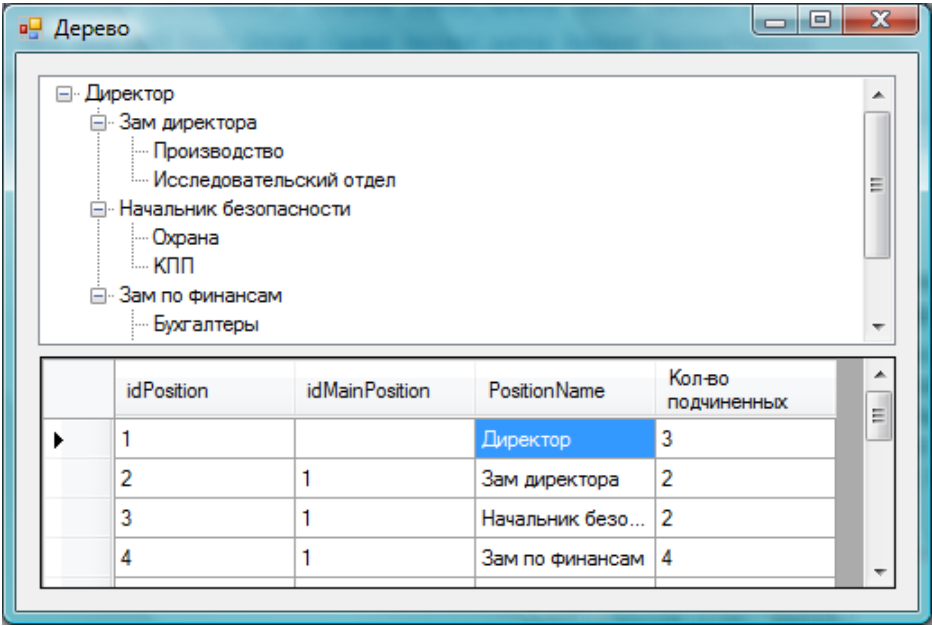 Дерево
Директор
Зам директора
Производство
Исследовательский отдел
Начальник безопасности
Охрана
КПП
Зам по финансам
Бухгалтеры
idPosition idMainPosition PositionName Кол-во подчиненных
1 Директор 3
2 1 Зам директора 2
3 1 Начальник безо... 2
4 1 Зам по финансам 4